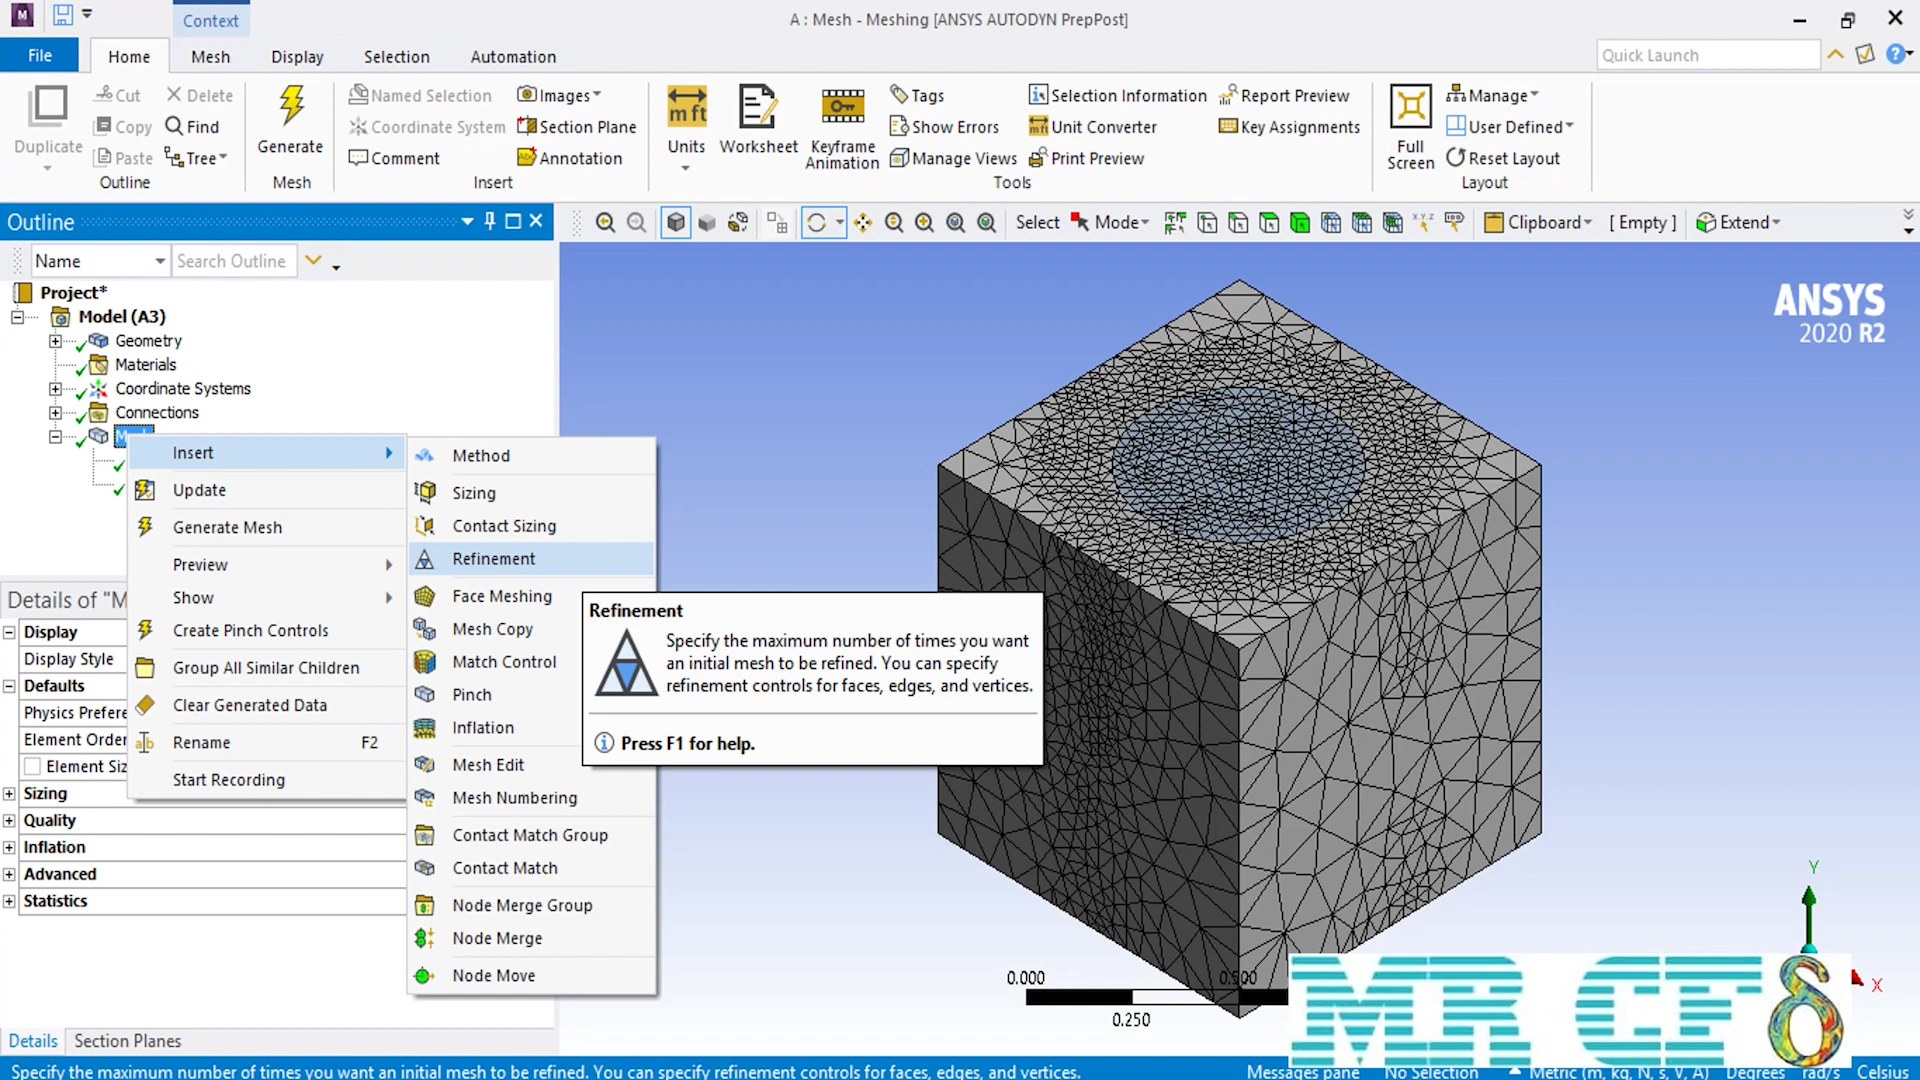 Context
A : Mesh - Meshing [ANSYS AUTODYN PrepPost]
File
Home
Mesh
Display
Selection
Automation
Quick Launch
Duplicate
Cut
Copy
Paste
Delete
Find
Tree
Outline
Generate
Mesh
Named Selection
Coordinate System
Comment
Images
Section Plane
Annotation
Insert
mft
Units
Worksheet
Keyframe
Animation
Tags
Show Errors
Manage Views
Selection Information
Unit Converter
Print Preview
Report Preview
Key Assignments
Tools
Full
Screen
Manage
User Defined
Reset Layout
Layout
Outline
Select
Mode
Clipboard
[ Empty ]
Extend
Name
Search Outline
Project*
Model (A3)
Geometry
Materials
Coordinate Systems
Connections
Insert
Update
Generate Mesh
Preview
Show
Create Pinch Controls
Group All Similar Children
Clear Generated Data
Rename F2
Start Recording
Method
Sizing
Contact Sizing
Refinement
Face Meshing
Mesh Copy
Match Control
Pinch
Inflation
Mesh Edit
Mesh Numbering
Contact Match Group
Contact Match
Node Merge Group
Node Merge
Node Move
Refinement
Specify the maximum number of times you want
an initial mesh to be refined. You can specify
refinement controls for faces, edges, and vertices.
Press F1 for help.
Details of "M
Display
Display Style
Defaults
Physics Prefere
Element Order
Element Siz
Sizing
Quality
Inflation
Advanced
Statistics
ANSYS
2020 R2
0.000
0.500
0.250
Y
X
MR CFD
Details
Section Planes
Specify the maximum number of times you want an initial mesh to be refined. You can specify refinement controls for faces, edges, and vertices.
Messages pane
No Selection
Metric (m, kg, N, s, V, A)
Degrees
rad/s
Celsius